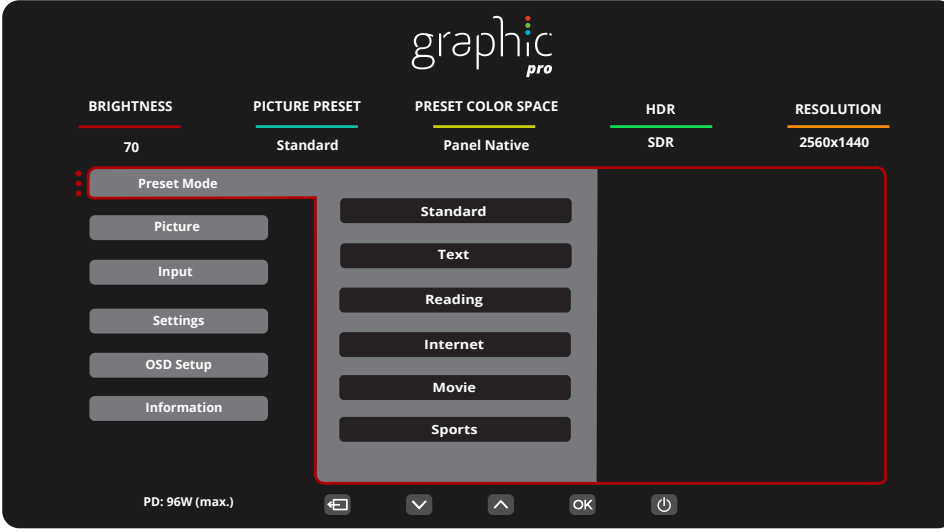 graphic
pro
BRIGHTNESS
PICTURE PRESET
PRESET COLOR SPACE
HDR
RESOLUTION
70
Standard
Panel Native
SDR
2560x1440
Preset Mode
Picture
Input
Settings
OSD Setup
Information
Standard
Text
Reading
Internet
Movie
Sports
PD: 96W (max.)
OK